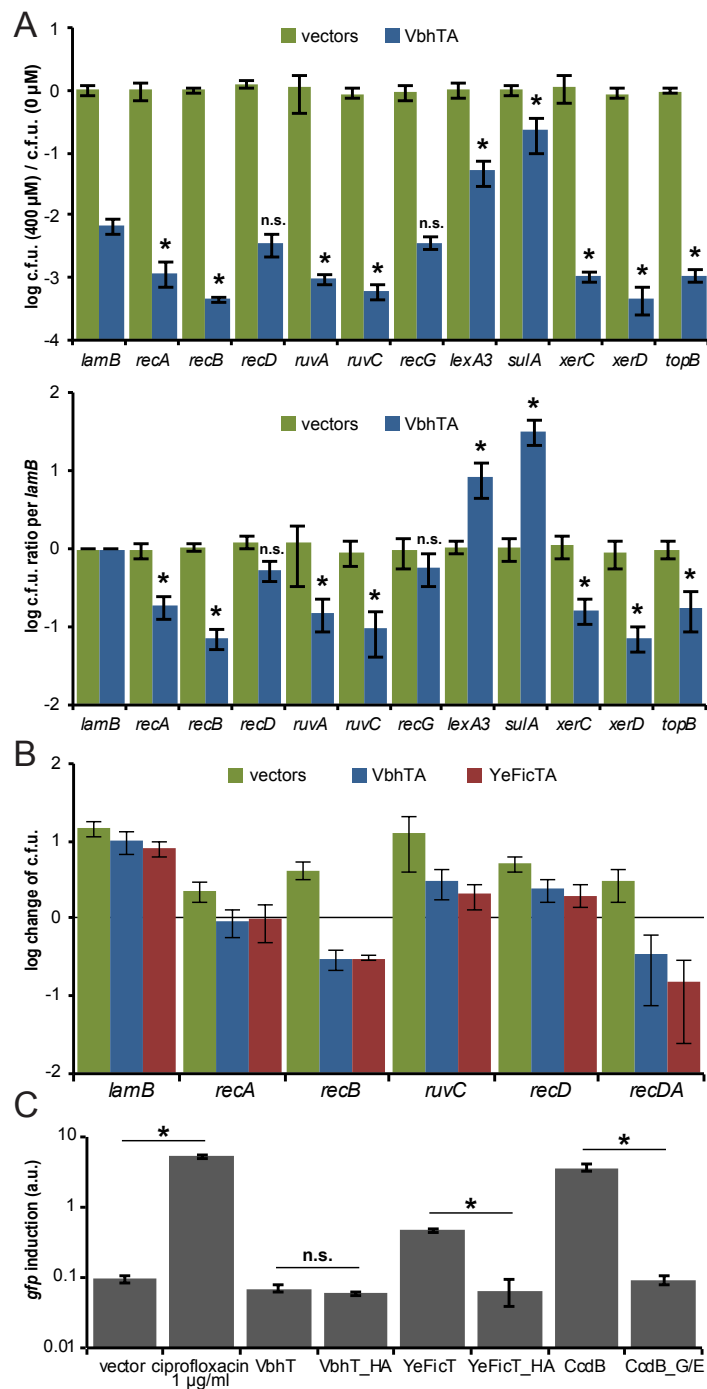 A
vectors VbhTA
log c.f.u. (400 µM) / c.f.u. (0 µM)
1
0
-1
-2
-3
-4
* * n.s. * * n.s. * * * * *
lamB recA recB recD ruvA ruvC recG lexA3 sulA xerC xerD topB
vectors VbhTA
log c.f.u. ratio per lamB
2
1
0
-1
-2
* * n.s. * * n.s. * * * * *
lamB recA recB recD ruvA ruvC recG lexA3 sulA xerC xerD topB
B
vectors VbhTA YeFicTA
log change of c.f.u.
2
1
0
-1
-2
lamB recA recB ruvC recD recDA
C
gfp induction (a.u.)
10
1
0.1
0.01
* n.s. * *
vector ciprofloxacin VbhT VbhT_HA YeFicT YeFicT_HA CcdB CcdB_G/E
1 µg/ml